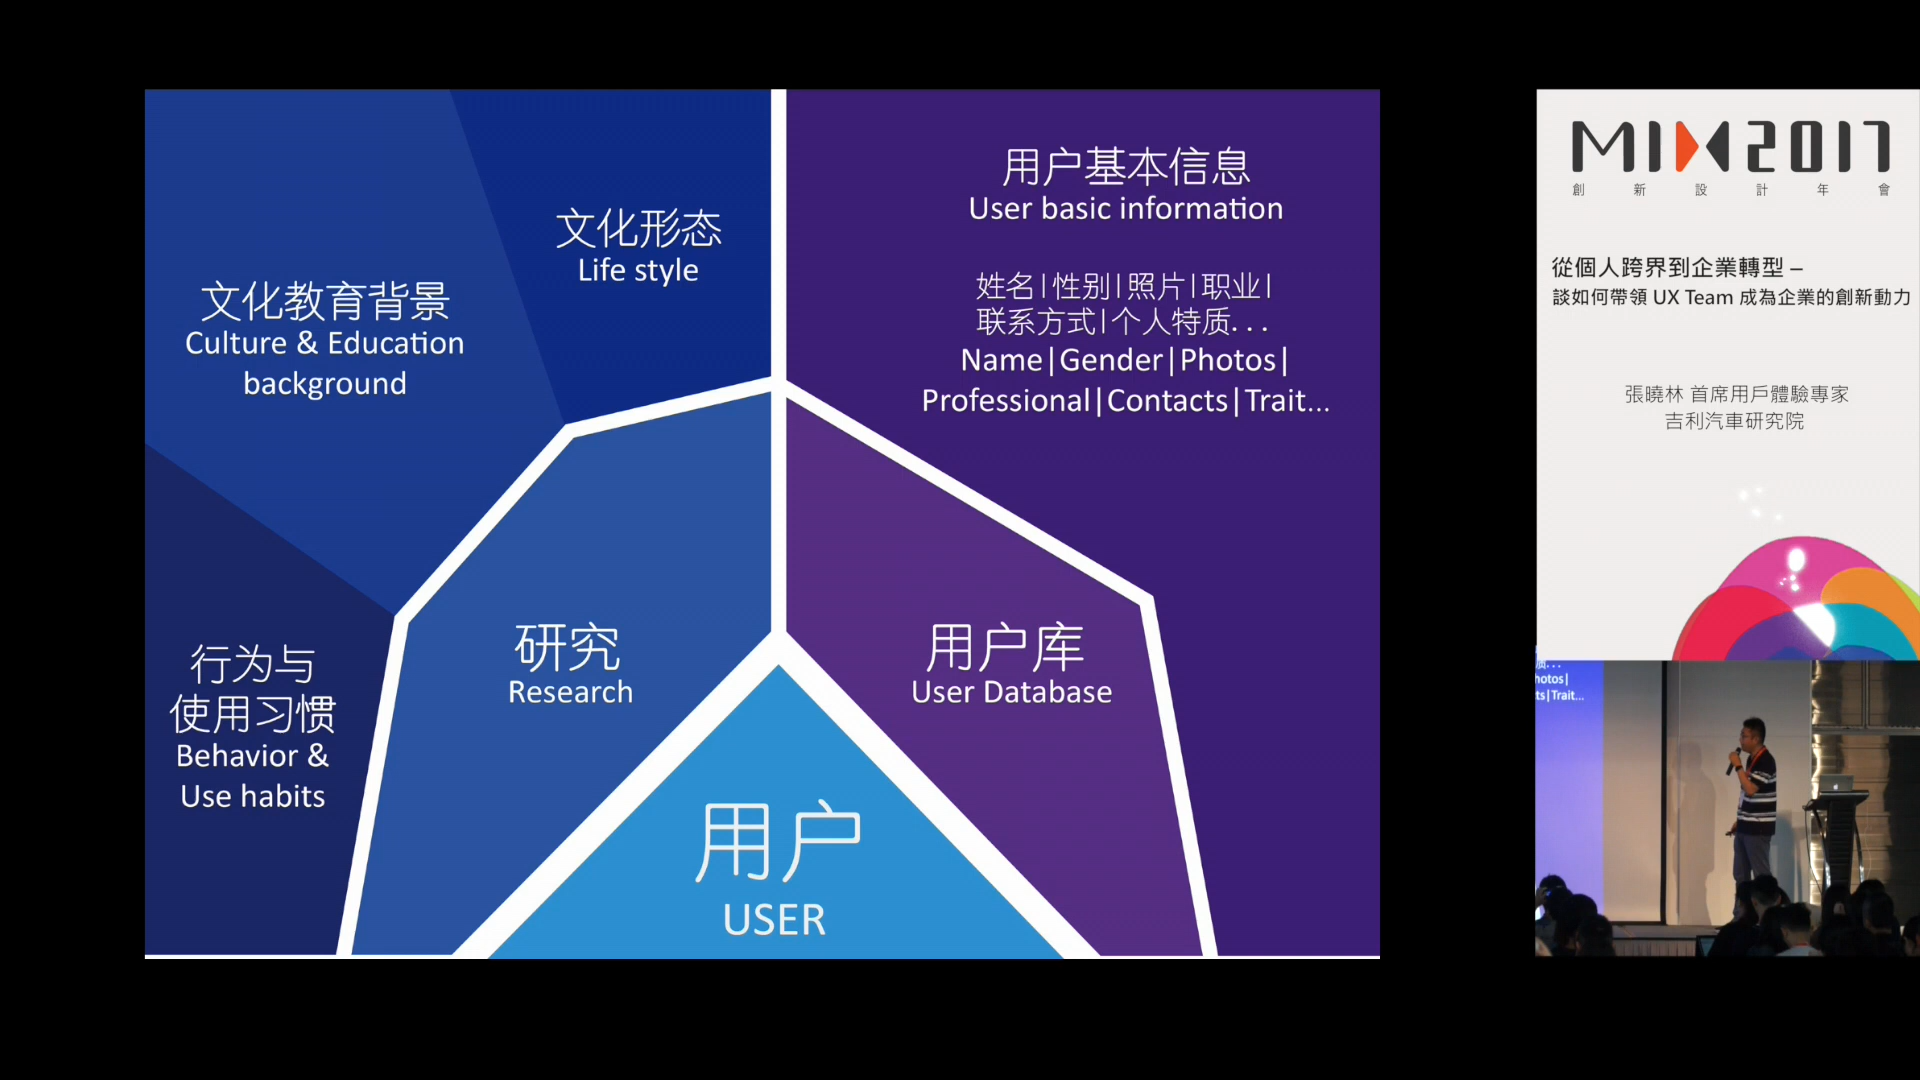 文化形态
Life style
文化教育背景
Culture & Education
background
行为与
使用习惯
Behavior &
Use habits
研究
Research
用户基本信息
User basic information
姓名|性别|照片|职业|
联系方式|个人特质...
Name|Gender|Photos|
Professional|Contacts|Trait...
用户库
User Database
用户
USER
MIX2017
創新設計年會
從個人跨界到企業轉型 –
談如何帶領 UX Team 成為企業的創新動力
張曉林 首席用戶體驗專家
吉利汽車研究院
质...
hotos|
ts|Trait...